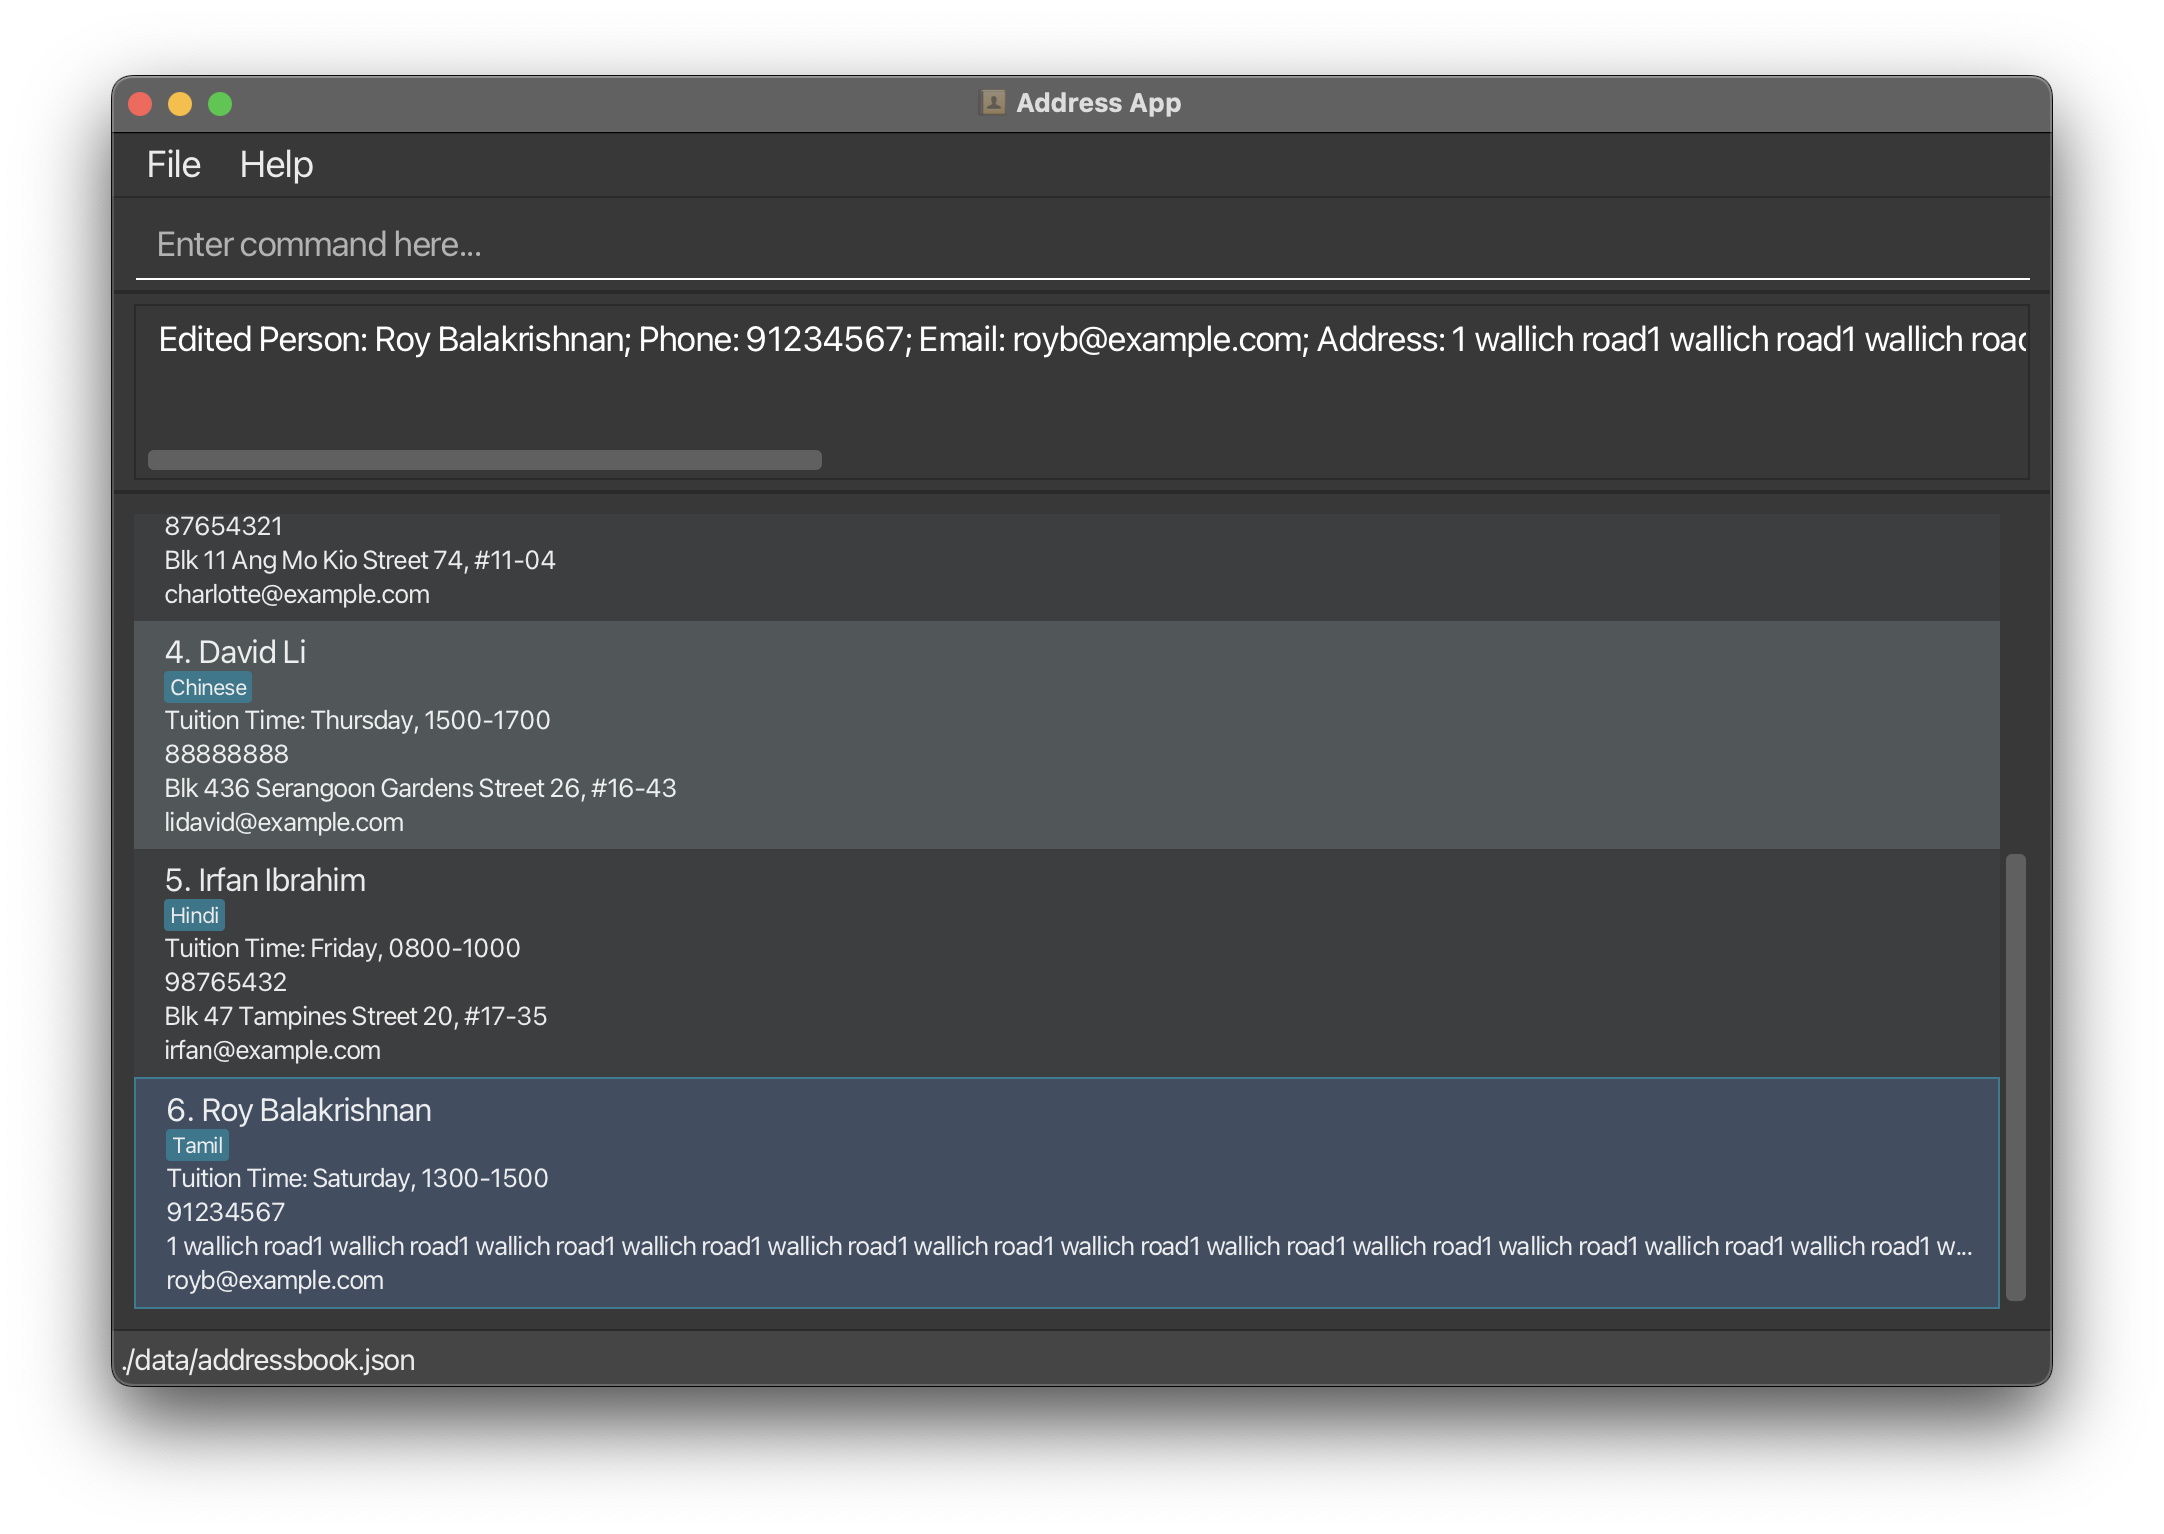 Address App
File Help
Enter command here...
Edited Person: Roy Balakrishnan; Phone: 91234567; Email: royb@example.com; Address: 1 wallich road1 wallich road1 wallich road
87654321
Blk 11 Ang Mo Kio Street 74, #11-04
charlotte@example.com
4. David Li
Chinese
Tuition Time: Thursday, 1500-1700
88888888
Blk 436 Serangoon Gardens Street 26, #16-43
lidavid@example.com
5. Irfan Ibrahim
Hindi
Tuition Time: Friday, 0800-1000
98765432
Blk 47 Tampines Street 20, #17-35
irfan@example.com
6. Roy Balakrishnan
Tamil
Tuition Time: Saturday, 1300-1500
91234567
1 wallich road1 wallich road1 wallich road1 wallich road1 wallich road1 wallich road1 wallich road1 wallich road1 wallich road1 wallich road1 wallich road1 wallich road1 w...
royb@example.com
./data/addressbook.json